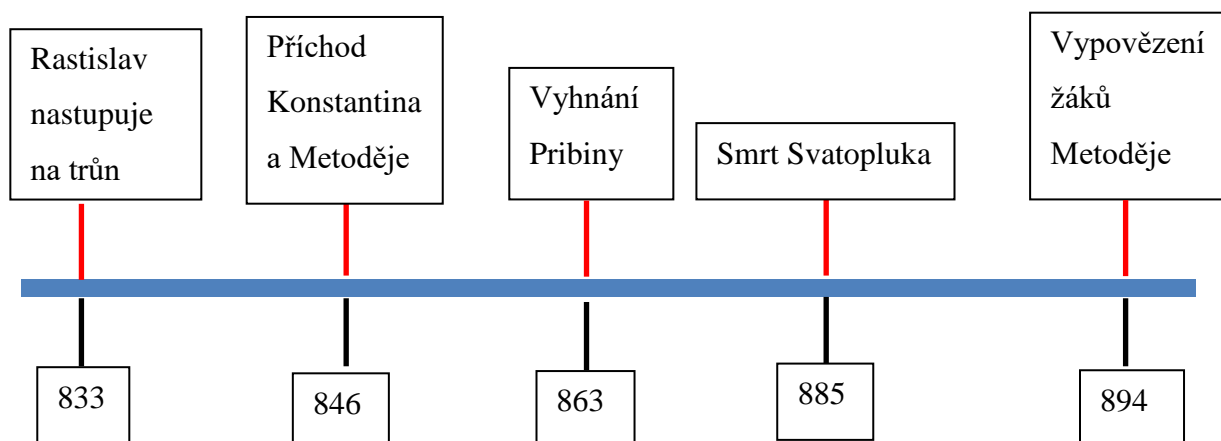 Rastislav
nastupuje
na trůn
Příchod
Konstantina
a Metoděje
Vyhnání
Pribiny
Smrt Svatopluka
Vypovězení
žáků
Metoděje
833
846
863
885
894